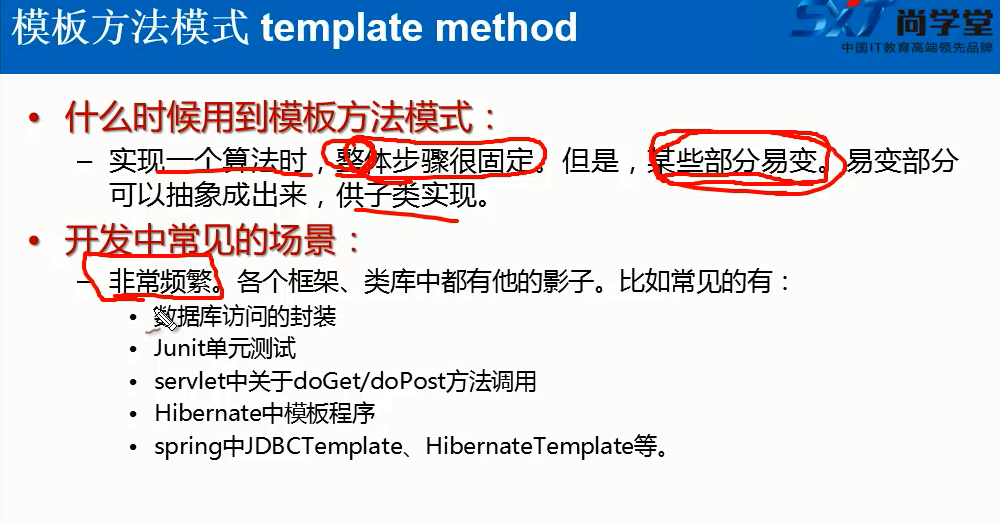 模板方法模式 template method
SXT 尚学堂
中国IT教育高端领先品牌
• 什么时候用到模板方法模式：
– 实现一个算法时，整体步骤很固定。但是，某些部分易变。易变部分
可以抽象成出来，供子类实现。
• 开发中常见的场景：
– 非常频繁。各个框架、类库中都有他的影子。比如常见的有：
• 数据库访问的封装
• Junit单元测试
• servlet中关于doGet/doPost方法调用
• Hibernate中模板程序
• spring中JDBCTemplate、HibernateTemplate等。